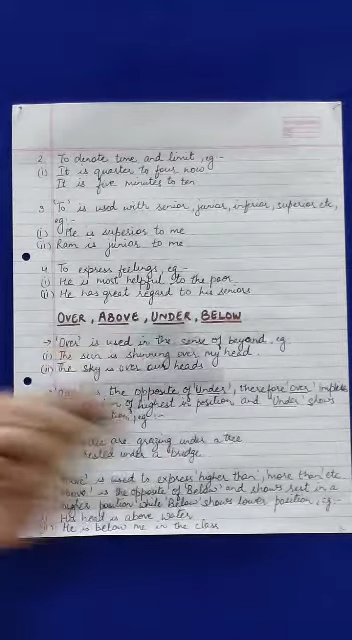 2. To denote time and limit, eg :-
(i) It is quarter to four now
It is five minutes to ten
3. 'To' is used with senior, junior, inferior, superior etc,
eg :-
(i) He is superior to me
(ii) Ram is junior to me
4. To express feelings, eg :-
(i) He is most helpful to the poor
(ii) He has great regard to his seniors
OVER, ABOVE, UNDER, BELOW
→ 'Over' is used in the sense of beyond. eg
(i) The sun is shinning over my head.
(ii) The sky is over our heads
is the opposite of 'Under', therefore 'over'
of highest in position and 'Under' shows
eg :-
are grazing under a tree
rested under a bridge
is used to express 'higher than', 'more than' etc
'above' is the opposite of 'Below' and shows rest in a
higher position while 'Below' shows lower position, eg :-
His head is above water
(ii) He is below me in the class